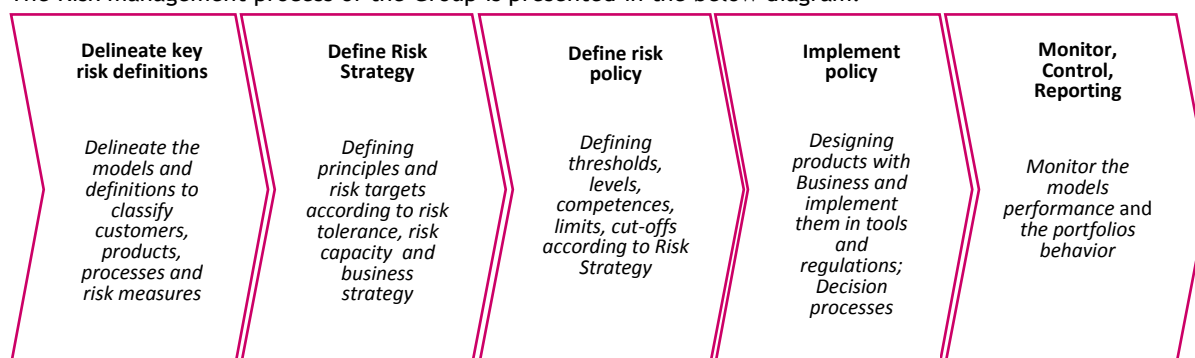 The Risk management process of the Group is presented in the below diagram:
Delineate key
risk definitions
Delineate the
models and
definitions to
classify
customers,
products,
processes and
risk measures
Define Risk
Strategy
Defining
principles and
risk targets
according to risk
tolerance, risk
capacity and
business
strategy
Define risk
policy
Defining
thresholds,
levels,
competences,
limits, cut-offs
according to Risk
Strategy
Implement
policy
Designing
products with
Business and
implement
them in tools
and
regulations;
Decision
processes
Monitor,
Control,
Reporting
Monitor the
models
performance and
the portfolios
behavior